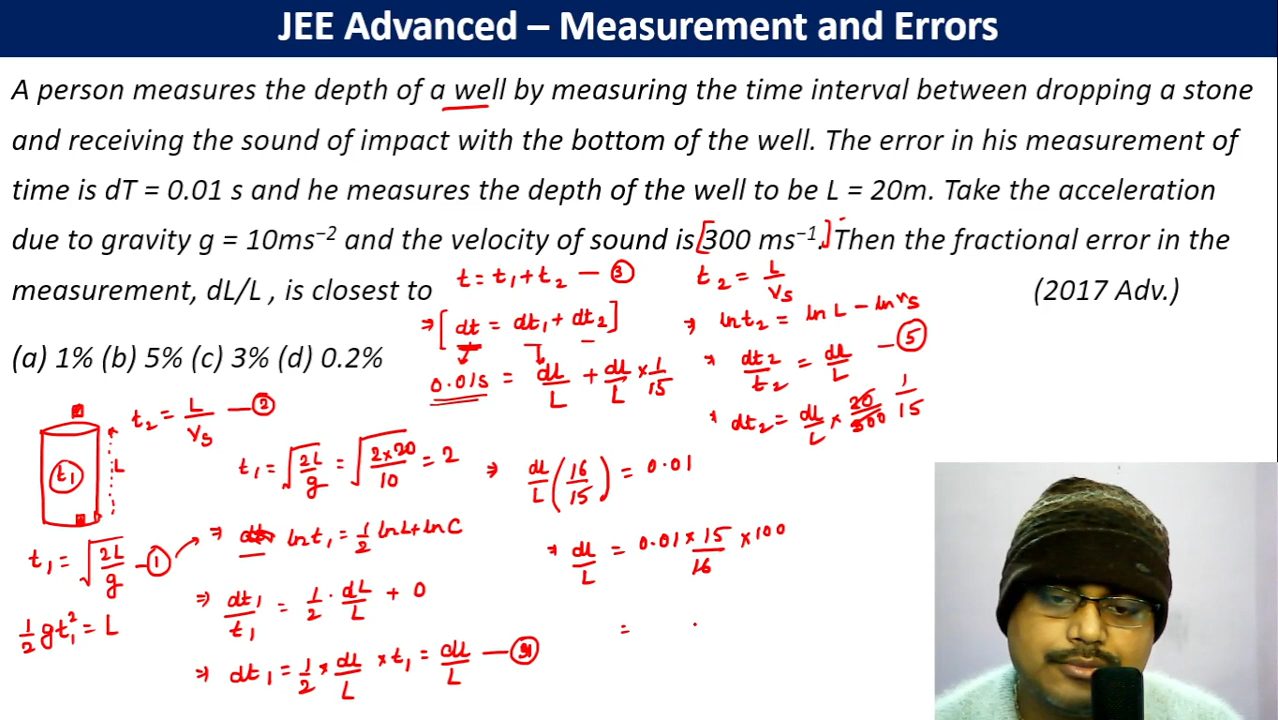 JEE Advanced – Measurement and Errors
A person measures the depth of a well by measuring the time interval between dropping a stone
and receiving the sound of impact with the bottom of the well. The error in his measurement of
time is dT = 0.01 s and he measures the depth of the well to be L = 20m. Take the acceleration
due to gravity g = 10ms⁻² and the velocity of sound is [300 ms⁻¹.] Then the fractional error in the
measurement, dL/L , is closest to (2017 Adv.)
(a) 1% (b) 5% (c) 3% (d) 0.2%
t₂ = L/Vs — ②
t₁
L
t₁ = √(2L/g) — ①
½ g t₁² = L
t = t₁ + t₂ — ③
⇒ [dt = dt₁ + dt₂]
0.01s = dL/L + dL/L × 1/15
t₁ = √(2L/g) = √(2×20/10) = 2
⇒ ln t₁ = ½ ln L + ln C
⇒ dt₁/t₁ = ½ · dL/L + 0
⇒ dt₁ = ½ × dL/L × t₁ = dL/L —
t₂ = L/Vs
⇒ ln t₂ = ln L − ln Vs
⇒ dt₂/t₂ = dL/L — ⑤
⇒ dt₂ = dL/L × 20/300 1/15
⇒ dL/L (16/15) = 0.01
⇒ dL/L = 0.01 × 15/16 × 100
=